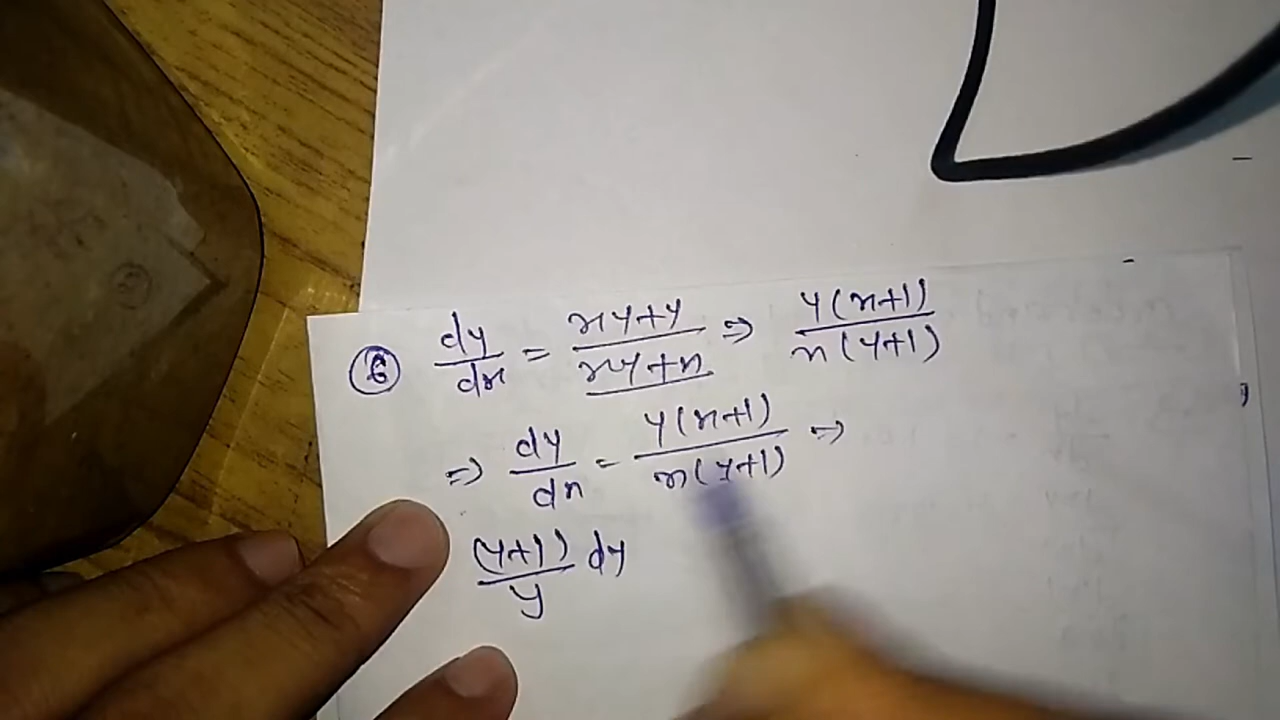 ⑥ dy/dx = xy+y/xy+x ⇒ y(x+1)/x(y+1)
⇒ dy/dx = y(x+1)/x(y+1) ⇒
(y+1)/y dy